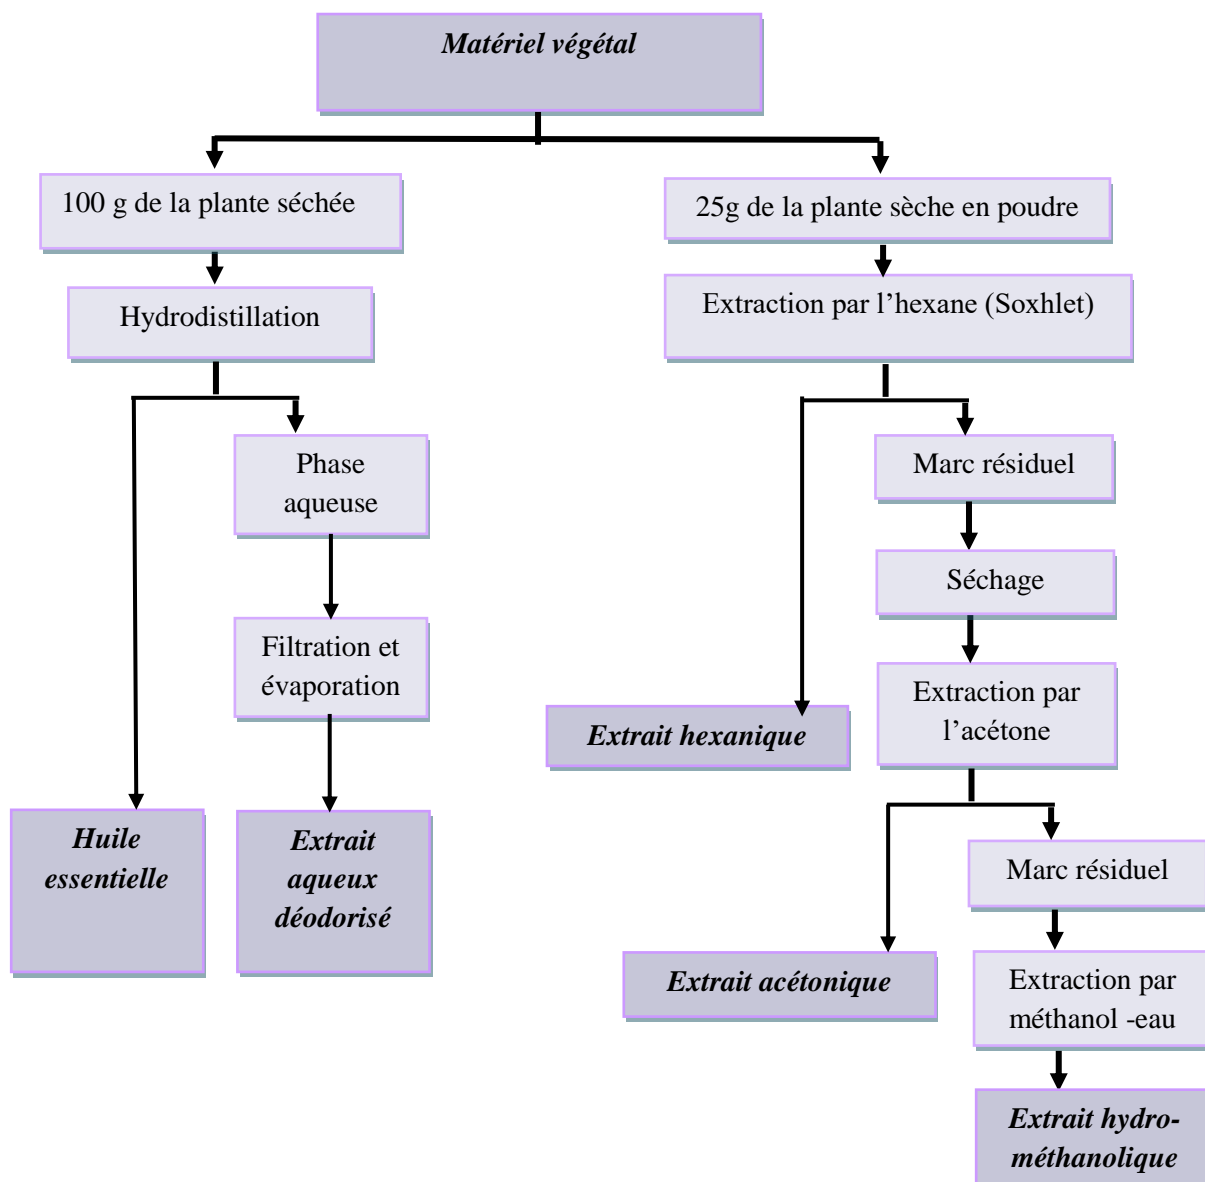 Matériel végétal
100 g de la plante séchée
25g de la plante sèche en poudre
Hydrodistillation
Extraction par l’hexane (Soxhlet)
Phase
aqueuse
Marc résiduel
Séchage
Filtration et
évaporation
Extraction par
l’acétone
Extrait hexanique
Huile
essentielle
Extrait
aqueux
déodorisé
Marc résiduel
Extrait acétonique
Extraction par
méthanol -eau
Extrait hydro-
méthanolique